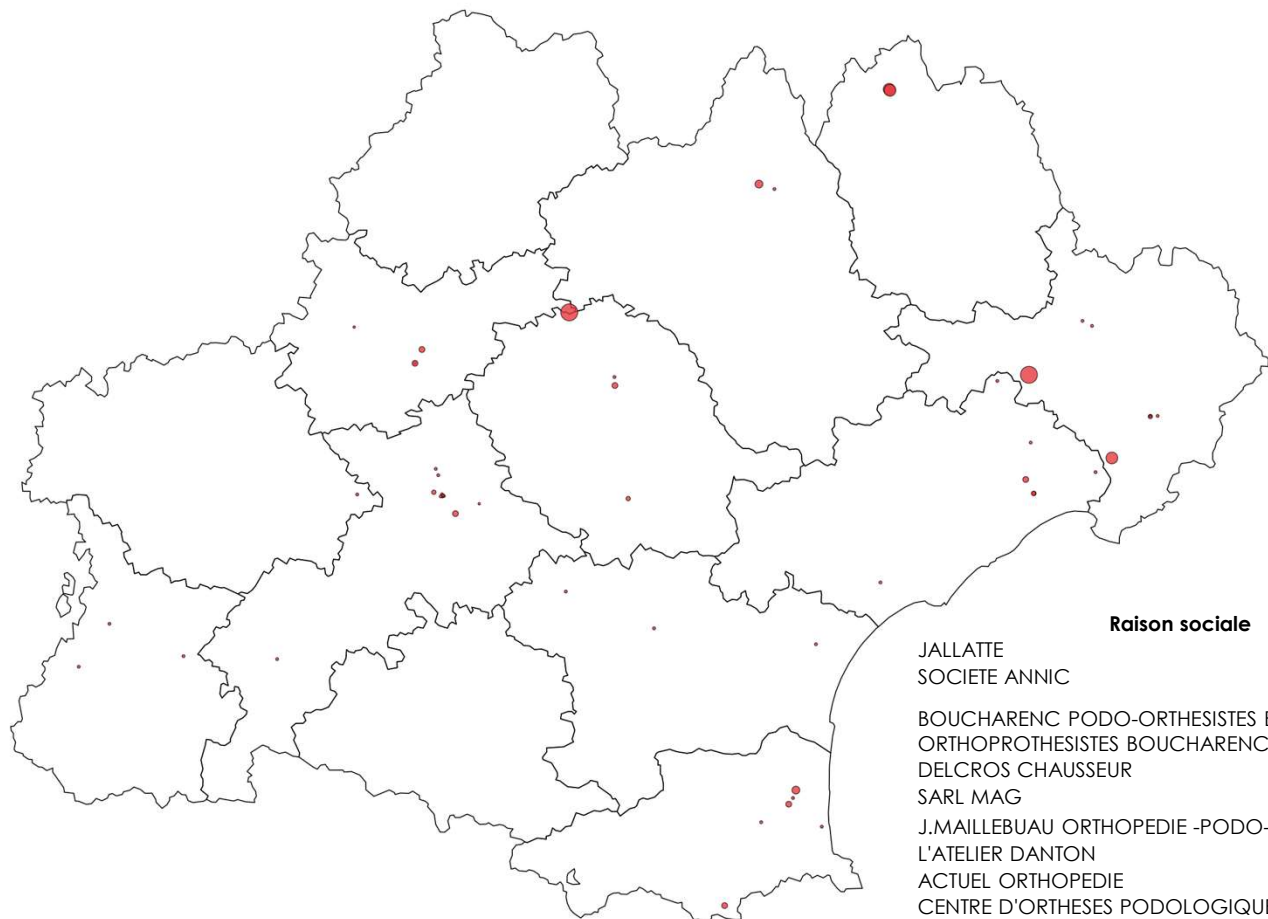 Raison sociale
JALLATTE
SOCIETE ANNIC
BOUCHARENC PODO-ORTHESISTES
ORTHOPROTHESISTES BOUCHARENC
DELCROS CHAUSSEUR
SARL MAG
J.MAILLEBUAU ORTHOPEDIE -PODO-
L'ATELIER DANTON
ACTUEL ORTHOPEDIE
CENTRE D'ORTHESES